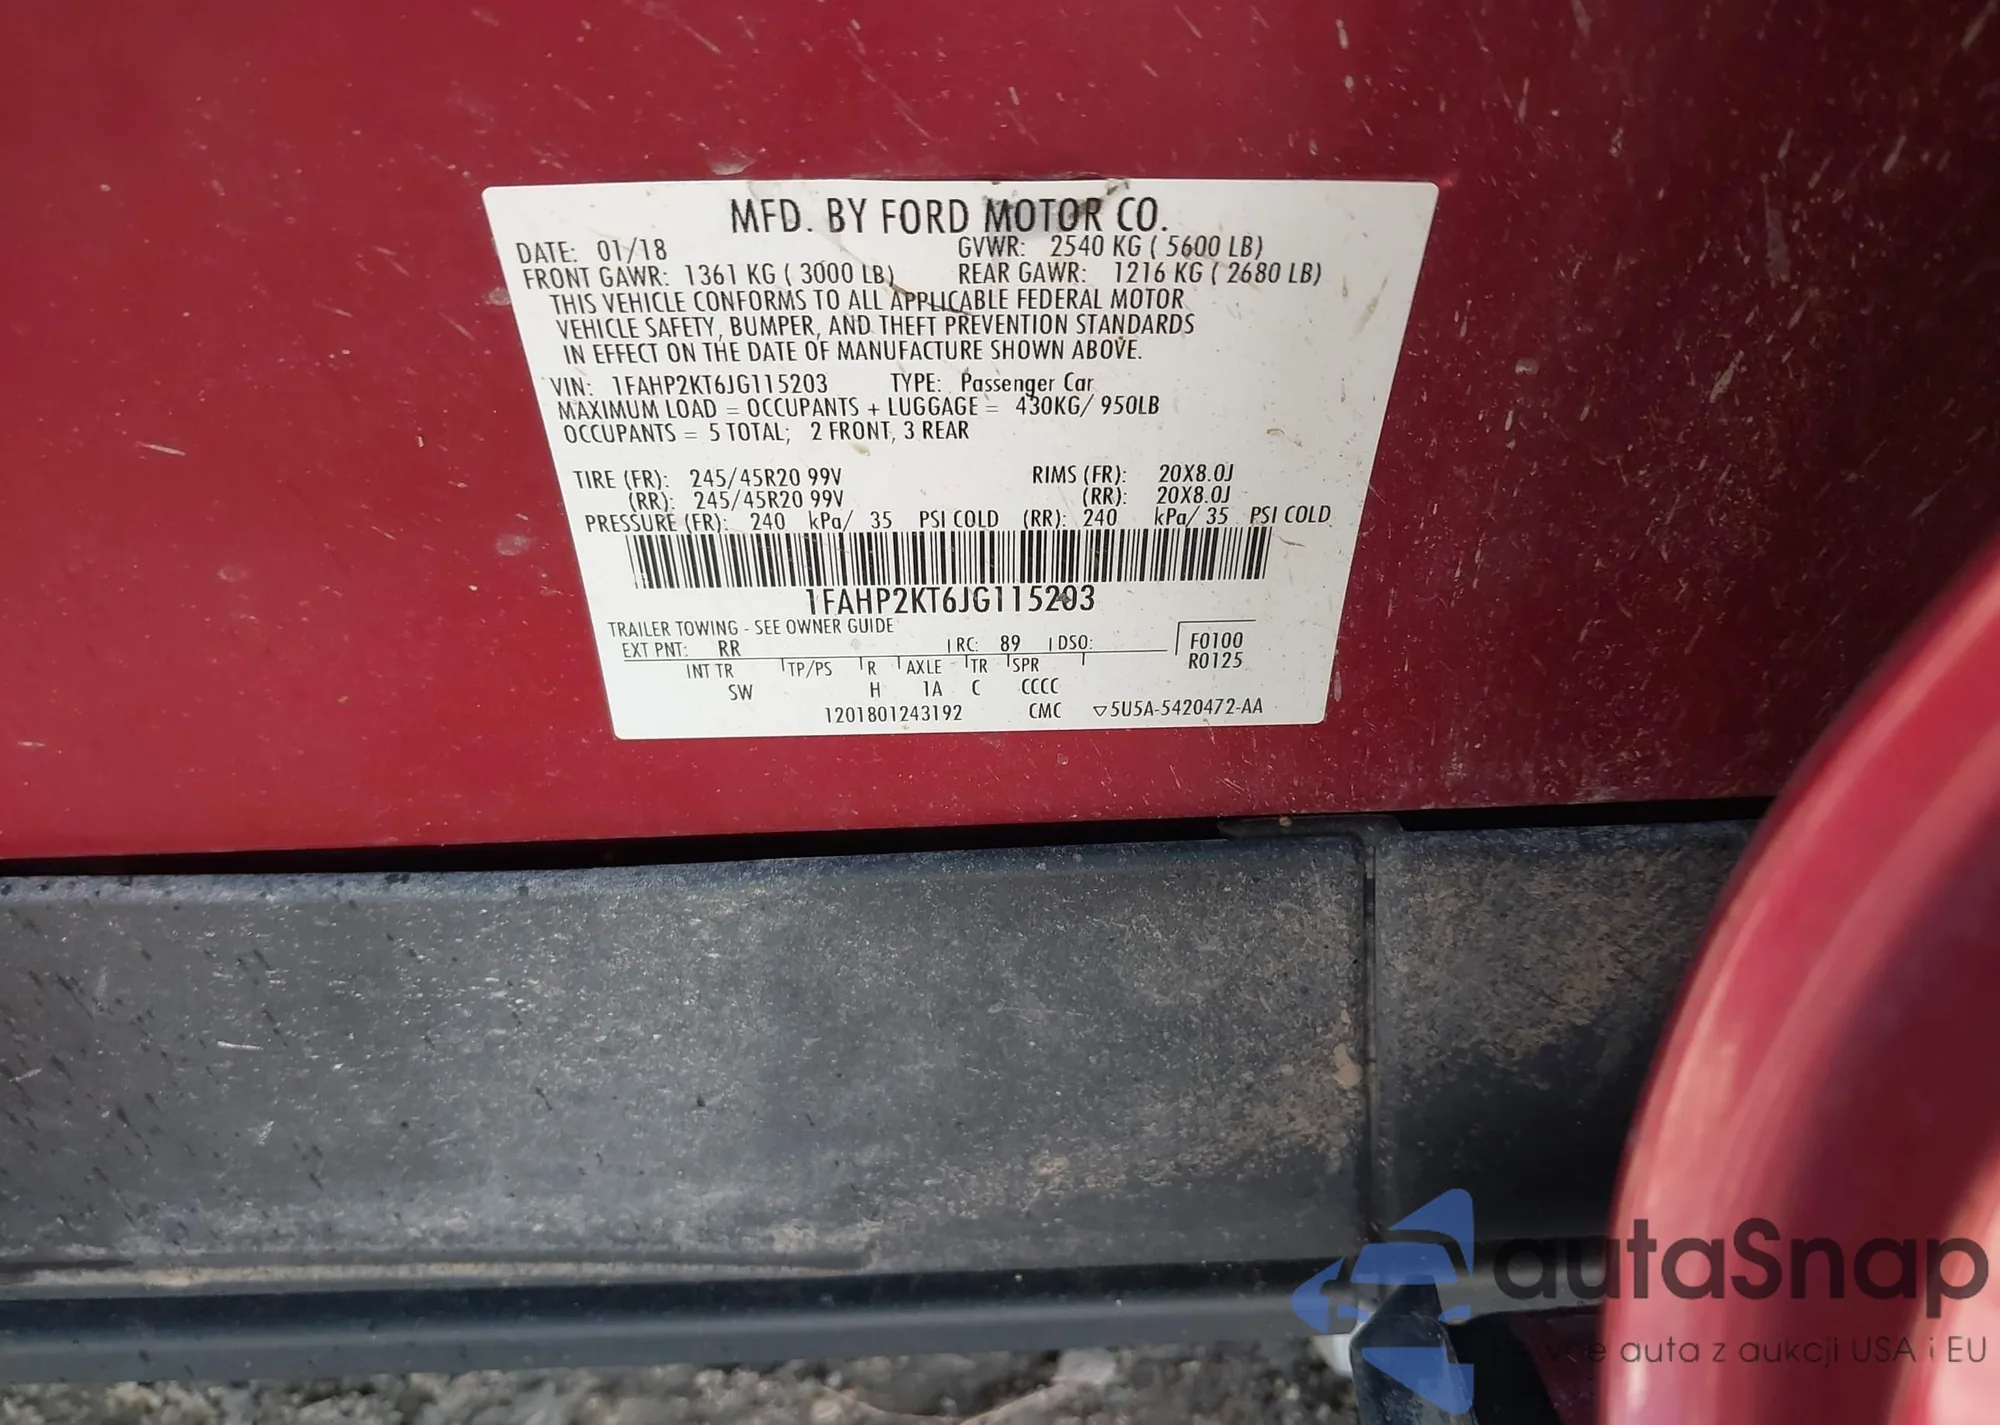 MFD. BY FORD MOTOR CO.
DATE: 01/18 GVWR: 2540 KG ( 5600 LB)
FRONT GAWR: 1361 KG ( 3000 LB) REAR GAWR: 1216 KG ( 2680 LB)
THIS VEHICLE CONFORMS TO ALL APPLICABLE FEDERAL MOTOR
VEHICLE SAFETY, BUMPER, AND THEFT PREVENTION STANDARDS
IN EFFECT ON THE DATE OF MANUFACTURE SHOWN ABOVE.
VIN: 1FAHP2KT6JG115203 TYPE: Passenger Car
MAXIMUM LOAD = OCCUPANTS + LUGGAGE = 430KG/ 950LB
OCCUPANTS = 5 TOTAL; 2 FRONT, 3 REAR
TIRE (FR): 245/45R20 99V RIMS (FR): 20X8.0J
(RR): 245/45R20 99V (RR): 20X8.0J
PRESSURE (FR): 240 kPa/ 35 PSI COLD (RR): 240 kPa/ 35 PSI COLD
1FAHP2KT6JG115203
TRAILER TOWING - SEE OWNER GUIDE
EXT PNT: RR RC: 89 DSO: F0100
INT TR TP/PS R AXLE TR SPR R0125
SW H 1A C CCCC
1201801243192 CMC ▽5U5A-5420472-AA
autaSnap
auta z aukcji USA i EU